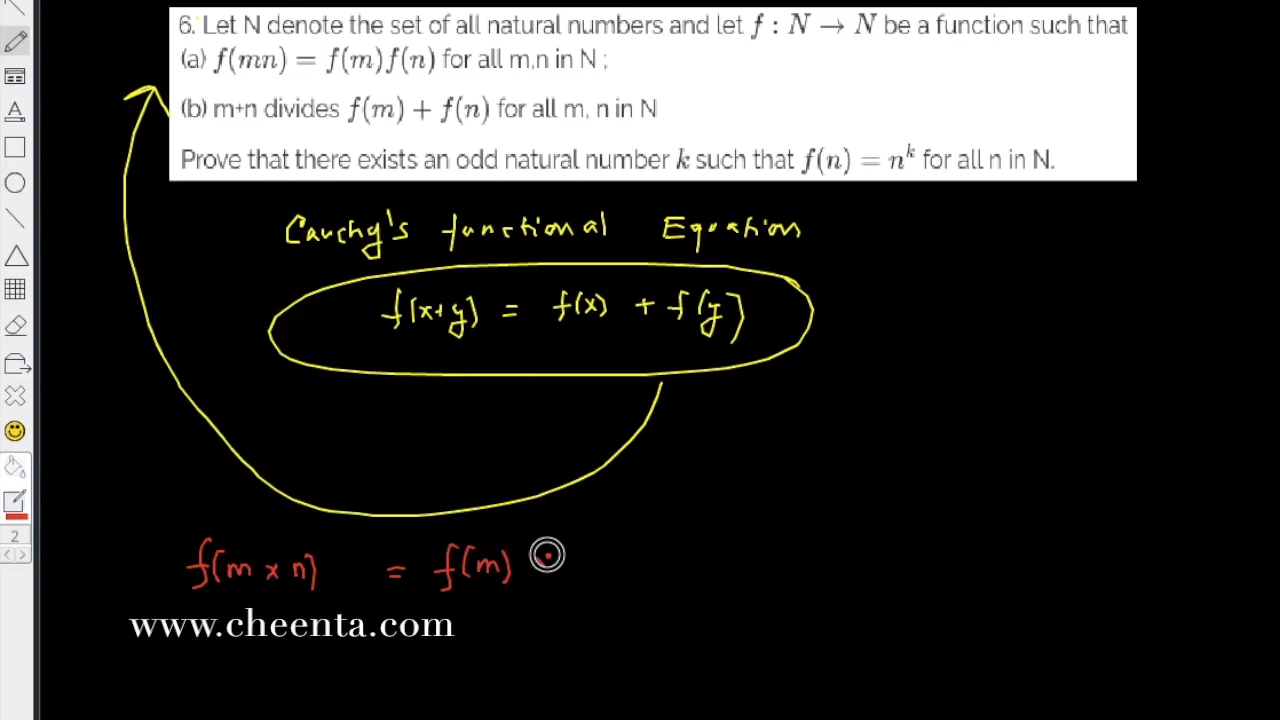 6. Let N denote the set of all natural numbers and let f : N → N be a function such that
(a) f(mn) = f(m)f(n) for all m,n in N ;
(b) m+n divides f(m) + f(n) for all m, n in N
Prove that there exists an odd natural number k such that f(n) = n^k for all n in N.
Cauchy's functional Equation
f(x+y) = f(x) + f(y)
f(m × n) = f(m)
www.cheenta.com
A
2